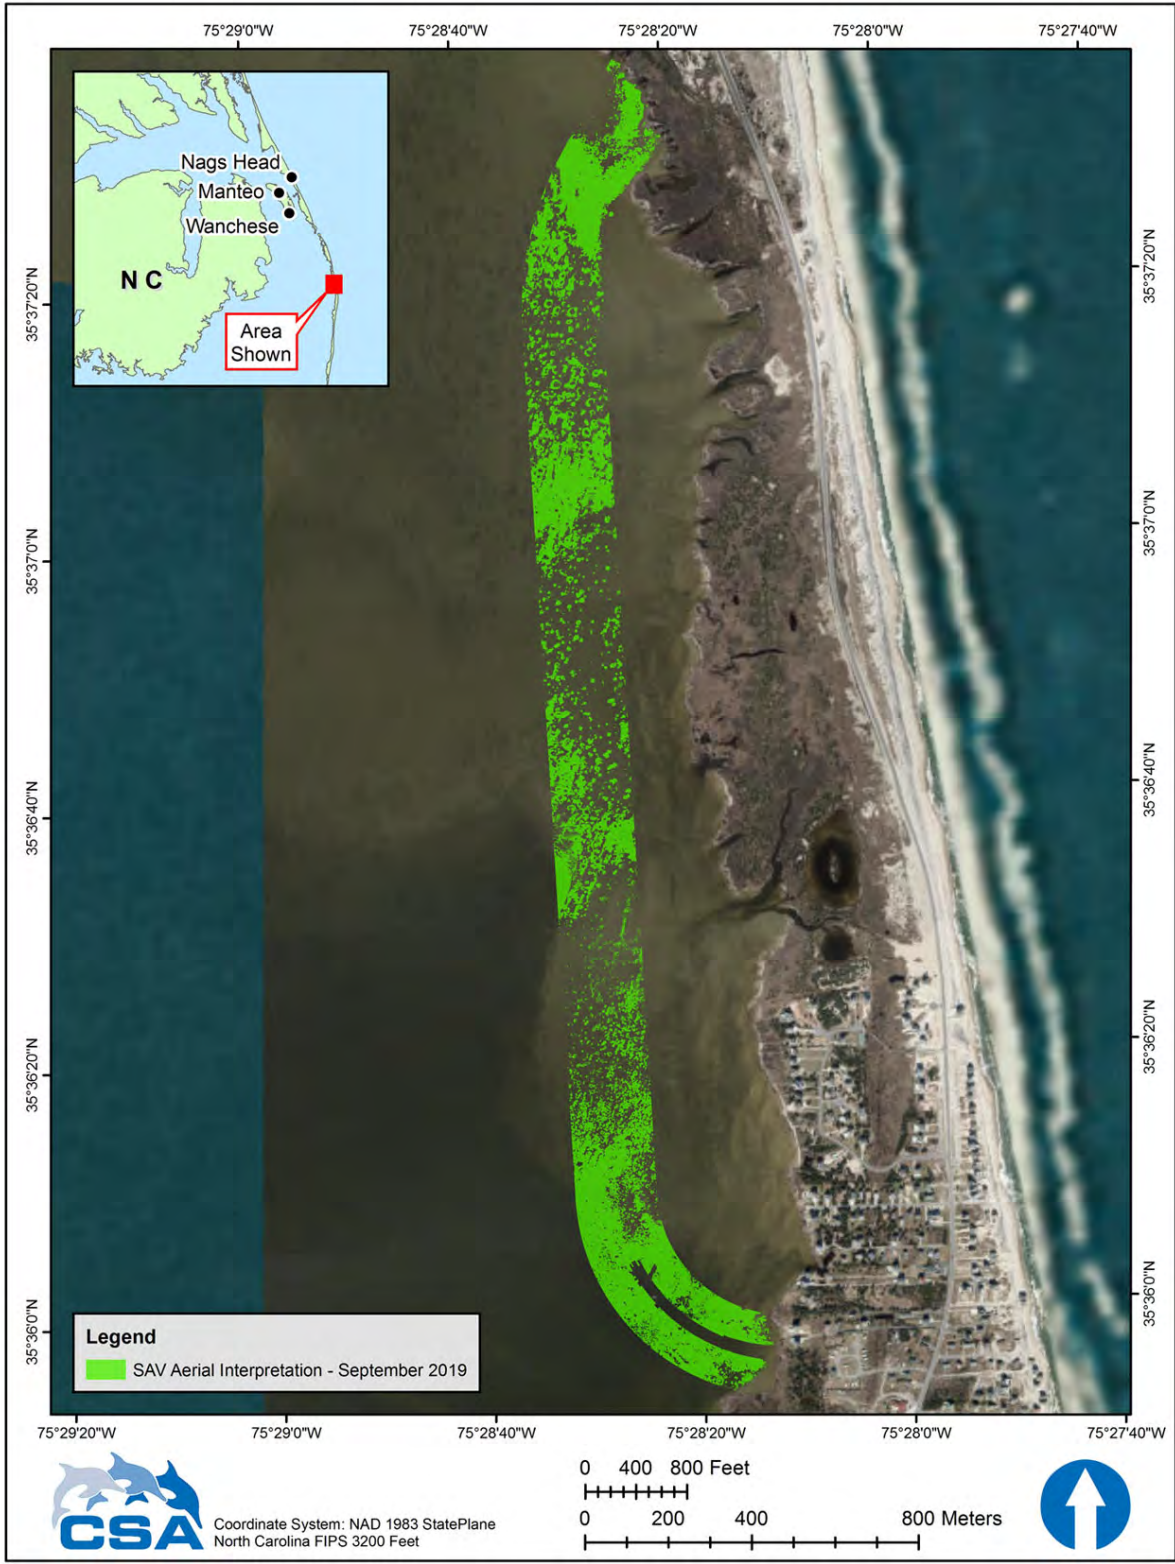 75°29'0"W 75°28'40"W 75°28'20"W 75°28'0"W 75°27'40"W
Nags Head
Manteo
Wanchese
N C
Area
Shown
35°37'20"N
35°37'0"N
35°36'40"N
35°36'20"N
35°36'0"N
35°37'20"N
35°37'0"N
35°36'40"N
35°36'20"N
35°36'0"N
Legend
SAV Aerial Interpretation - September 2019
75°29'20"W 75°29'0"W 75°28'40"W 75°28'20"W 75°28'0"W 75°27'40"W
CSA
Coordinate System: NAD 1983 StatePlane
North Carolina FIPS 3200 Feet
0 400 800 Feet
0 200 400 800 Meters